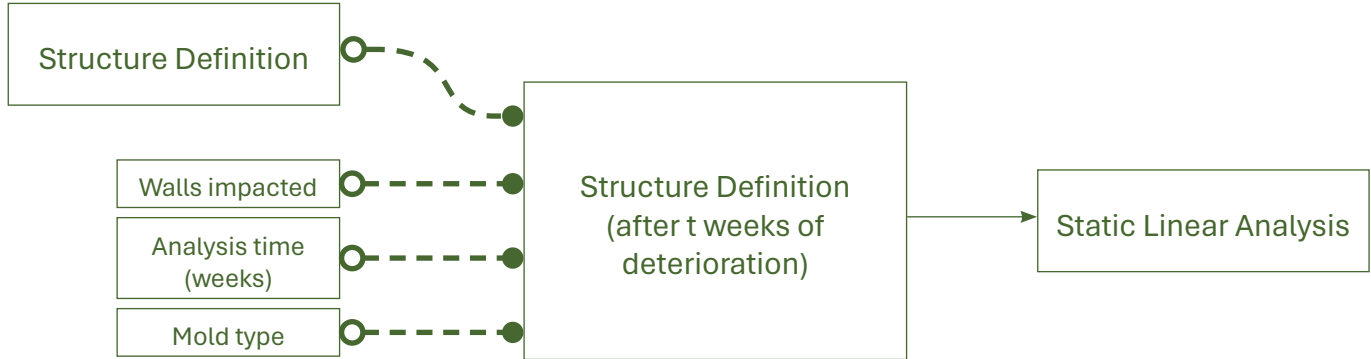 Structure Definition
Walls impacted
Analysis time
(weeks)
Mold type
Structure Definition
(after t weeks of
deterioration)
Static Linear Analysis